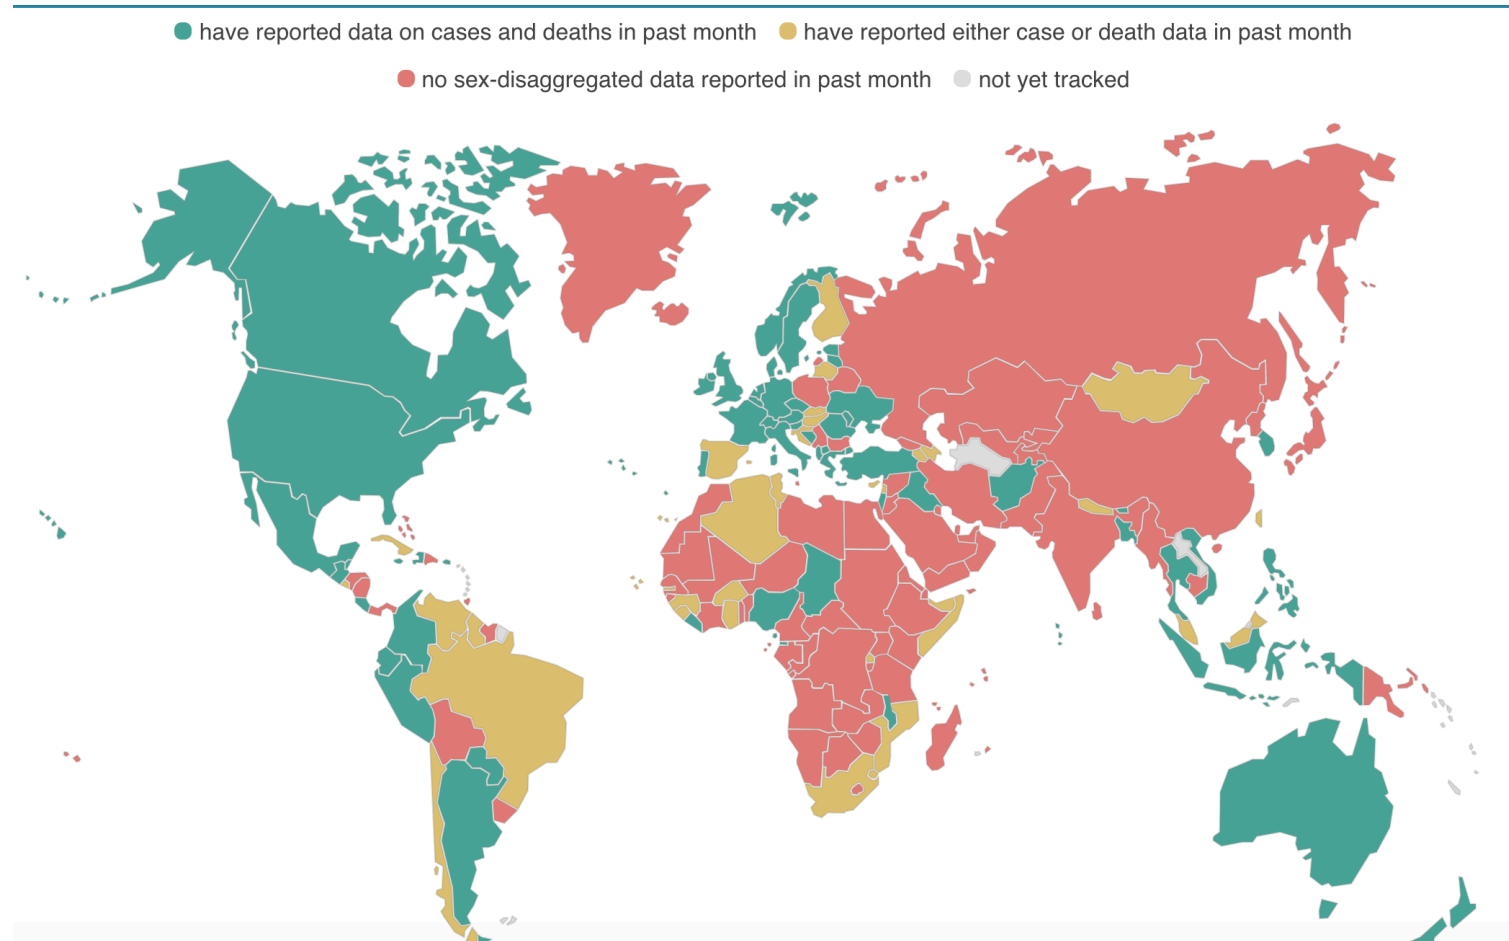 have reported data on cases and deaths in past month have reported either case or death data in past month
no sex-disaggregated data reported in past month not yet tracked